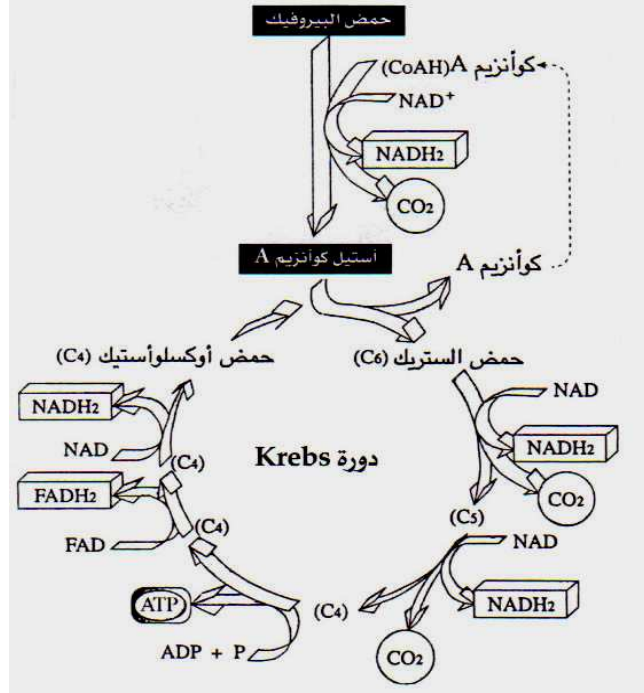 حمض البيروفيك
كوأنزيم A (CoAH)
NAD+
NADH2
CO2
أستيل كوأنزيم A
كوأنزيم A
حمض أوكسلوأستيك (C4)
حمض الستريك (C6)
NAD
NADH2
CO2
(C5)
NAD
NADH2
CO2
(C4)
ADP + P
ATP
(C4)
FAD
FADH2
(C4)
NAD
NADH2
دورة Krebs